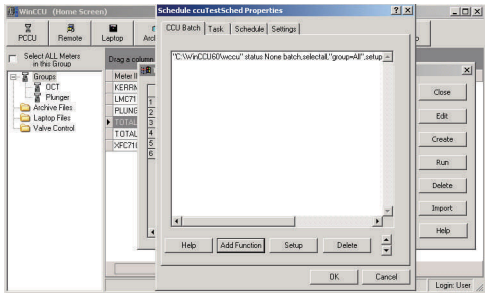 WinCCU (Home Screen)
Schedule ccuTestSched Properties
PCCU
Remote
Laptop
CCU Batch
Task
Schedule
Settings
Select ALL Meters
in this Group
Drag a column
Meter
Groups
OCT
Plunger
Archive Files
Laptop Files
Valve Control
LMC71
PLUNG
TOTAL
TOTAL
XFC71
1
2
3
4
5
6
"C:\WinCCU60\wccu" status None batch,selectall,"group=All",setup
Close
Edit
Create
Run
Delete
Import
Help
Help
Add Function
Setup
Delete
OK
Cancel
Login: User